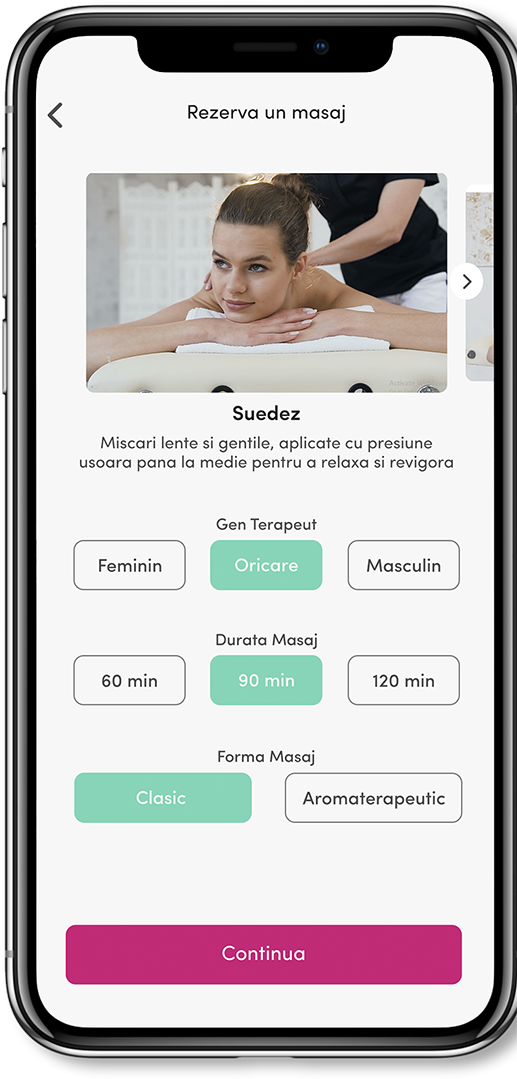 Rezerva un masaj
Suedez
Miscari lente si gentile, aplicate cu presiune
usoara pana la medie pentru a relaxa si revigora
Gen Terapeut
Feminin Oricare Masculin
Durata Masaj
60 min 90 min 120 min
Forma Masaj
Clasic Aromaterapeutic
Continua